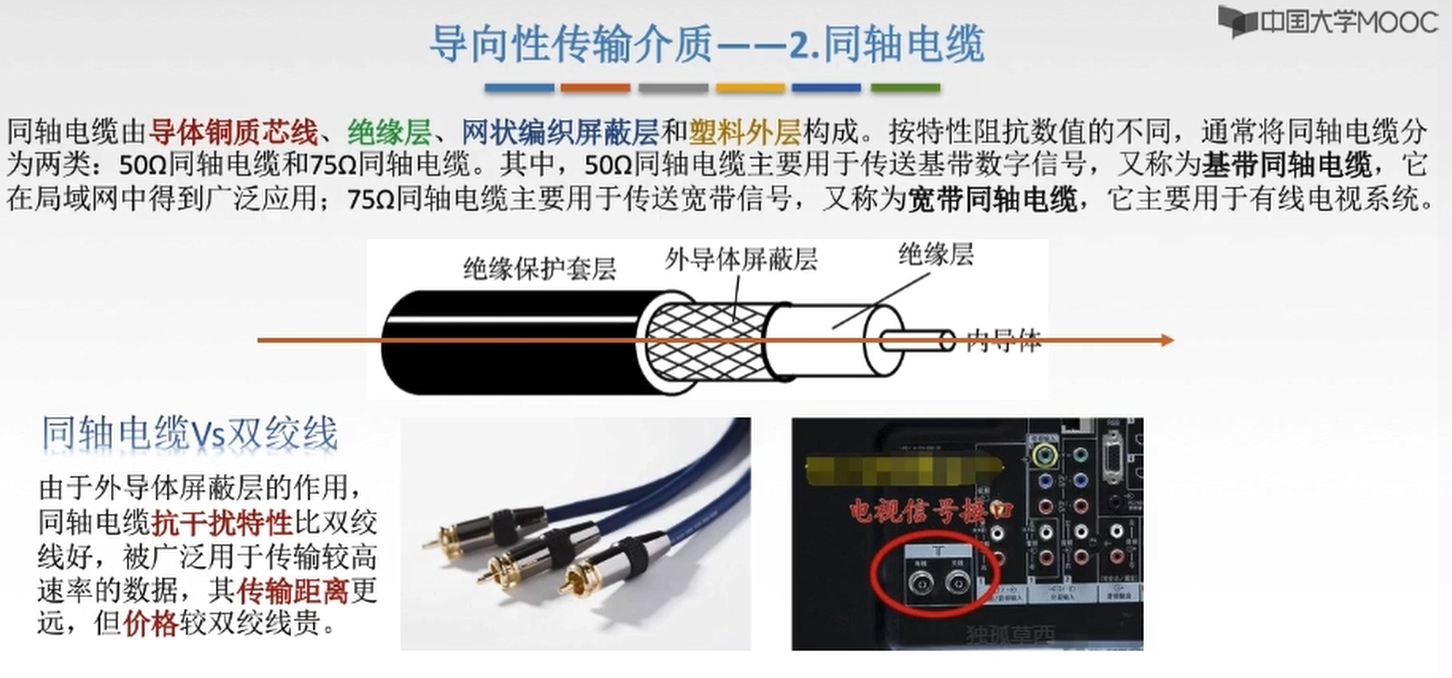 中国大学MOOC
导向性传输介质——2.同轴电缆
同轴电缆由导体铜质芯线、绝缘层、网状编织屏蔽层和塑料外层构成。按特性阻抗数值的不同，通常将同轴电缆分
为两类：50Ω同轴电缆和75Ω同轴电缆。其中，50Ω同轴电缆主要用于传送基带数字信号，又称为基带同轴电缆，它
在局域网中得到广泛应用；75Ω同轴电缆主要用于传送宽带信号，又称为宽带同轴电缆，它主要用于有线电视系统。
绝缘保护套层
外导体屏蔽层
绝缘层
内导体
同轴电缆Vs双绞线
由于外导体屏蔽层的作用，
同轴电缆抗干扰特性比双绞
线好，被广泛用于传输较高
速率的数据，其传输距离更
远，但价格较双绞线贵。
电视信号接口
独孤草西